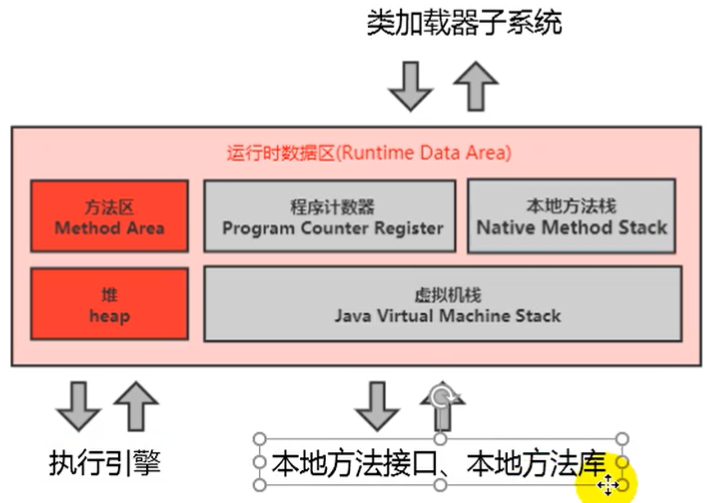 类加载器子系统
运行时数据区(Runtime Data Area)
方法区
Method Area
程序计数器
Program Counter Register
本地方法栈
Native Method Stack
堆
heap
虚拟机栈
Java Virtual Machine Stack
执行引擎
本地方法接口、本地方法库